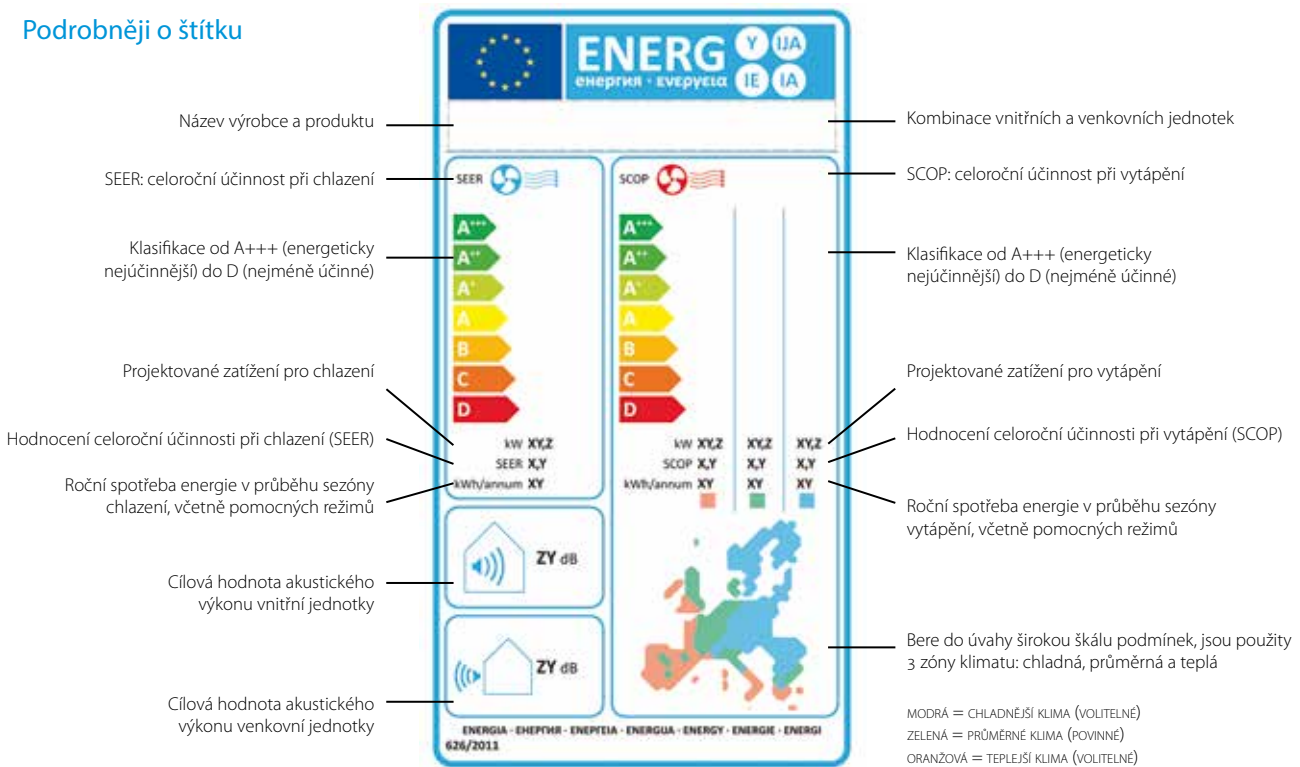 Podrobněji o štítku
ENERG
енергия · ενεργεια
Y IJA
IE IA
Název výrobce a produktu
Kombinace vnitřních a venkovních jednotek
SEER: celoroční účinnost při chlazení
SEER
SCOP
SCOP: celoroční účinnost při vytápění
Klasifikace od A+++ (energeticky
nejúčinnější) do D (nejméně účinné)
A+++
A++
A+
A
B
C
D
A+++
A++
A+
A
B
C
D
Klasifikace od A+++ (energeticky
nejúčinnější) do D (nejméně účinné)
Projektované zatížení pro chlazení
Hodnocení celoroční účinnosti při chlazení (SEER)
Roční spotřeba energie v průběhu sezóny
chlazení, včetně pomocných režimů
kW XY,Z
SEER X,Y
kWh/annum XY
kW XY,Z XY,Z XY,Z
SCOP X,Y X,Y X,Y
kWh/annum XY XY XY
Projektované zatížení pro vytápění
Hodnocení celoroční účinnosti při vytápění (SCOP)
Roční spotřeba energie v průběhu sezóny
vytápění, včetně pomocných režimů
ZY dB
Cílová hodnota akustického
výkonu vnitřní jednotky
ZY dB
Cílová hodnota akustického
výkonu venkovní jednotky
Bere do úvahy širokou škálu podmínek, jsou použity
3 zóny klimatu: chladná, průměrná a teplá
MODRÁ = CHLADNĚJŠÍ KLIMA (VOLITELNÉ)
ZELENÁ = PRŮMĚRNÉ KLIMA (POVINNÉ)
ORANŽOVÁ = TEPLEJŠÍ KLIMA (VOLITELNÉ)
ENERGIA · ЕНЕРГИЯ · ΕΝΕΡΓΕΙΑ · ENERGIJA · ENERGY · ENERGIE · ENERGI
626/2011